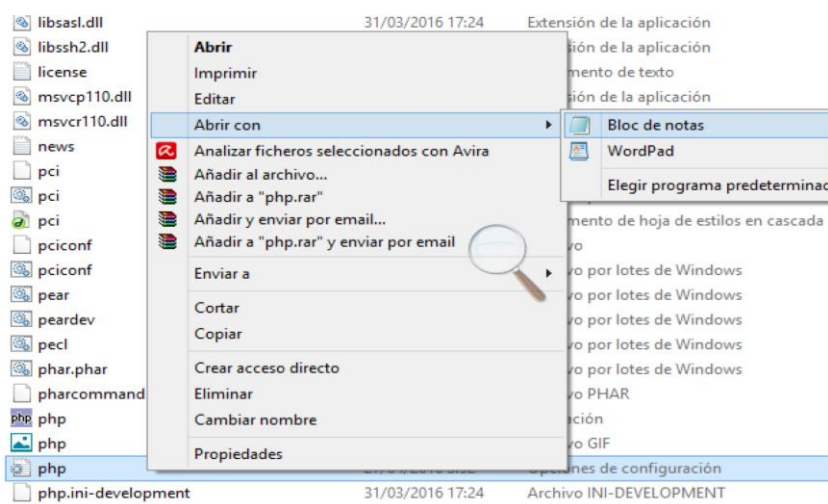 libsasl.dll 31/03/2016 17:24 Extensión de la aplicación
libssh2.dll Abrir sión de la aplicación
license Imprimir mento de texto
msvcp110.dll Editar sión de la aplicación
msvcr110.dll Abrir con Bloc de notas
news Analizar ficheros seleccionados con Avira WordPad
pci Añadir al archivo...
pci Añadir a "php.rar" Elegir programa predeterminad
pci Añadir y enviar por email... mento de hoja de estilos en cascada
pciconf Añadir a "php.rar" y enviar por email vo
pciconf Enviar a vo por lotes de Windows
pear vo por lotes de Windows
peardev Cortar vo por lotes de Windows
pecl Copiar vo por lotes de Windows
phar.phar Crear acceso directo vo por lotes de Windows
pharcommand Eliminar vo PHAR
php php Cambiar nombre ación
php vo GIF
php Propiedades Opciones de configuración
php.ini-development 31/03/2016 17:24 Archivo INI-DEVELOPMENT